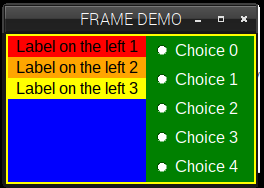 FRAME DEMO
Label on the left 1
Label on the left 2
Label on the left 3
Choice 0
Choice 1
Choice 2
Choice 3
Choice 4